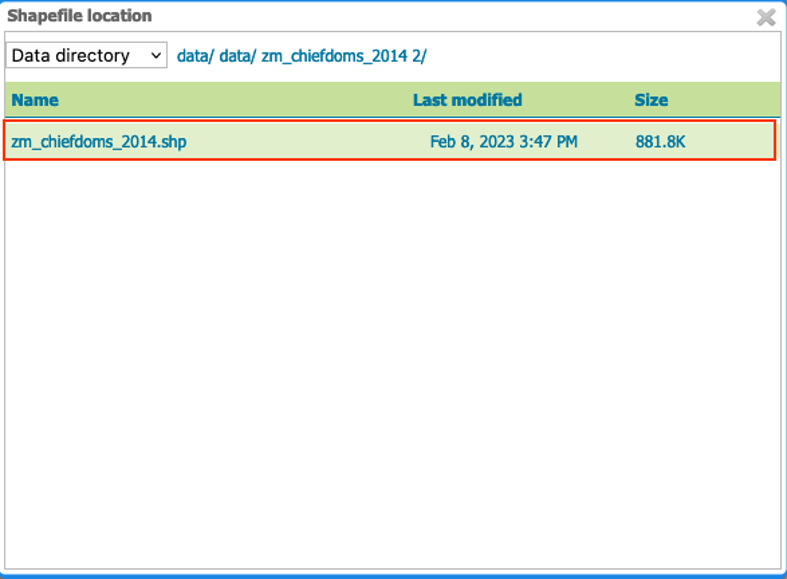 Shapefile location
Data directory data/ data/ zm_chiefdoms_2014 2/
Name Last modified Size
zm_chiefdoms_2014.shp Feb 8, 2023 3:47 PM 881.8K